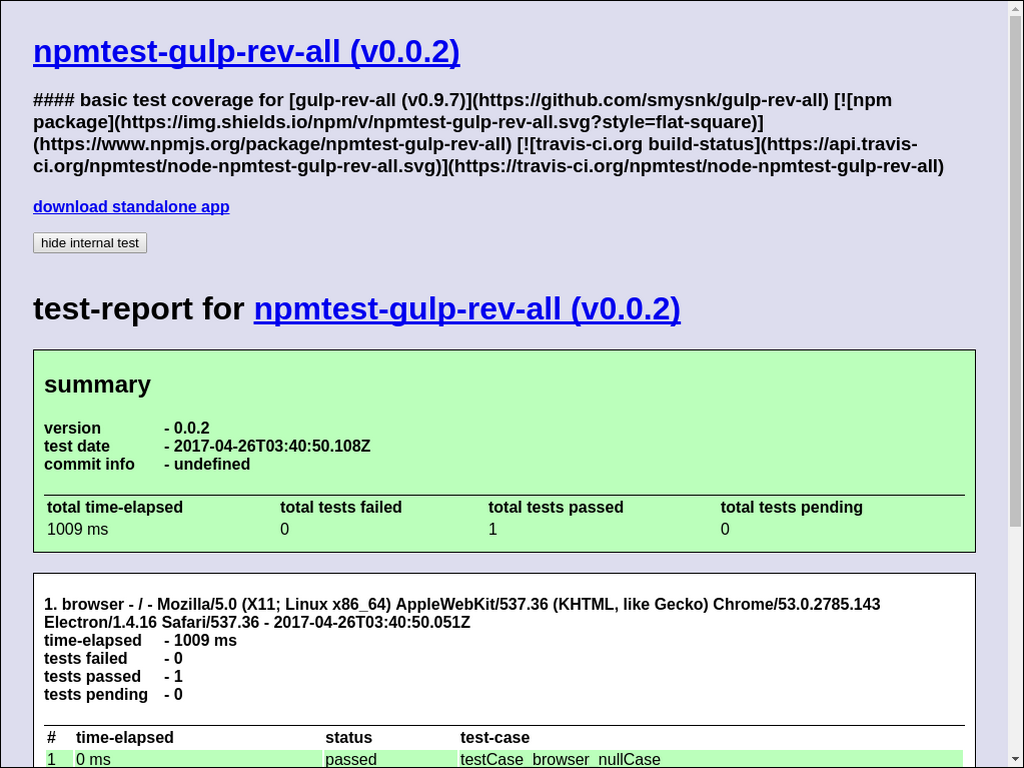 npmtest-gulp-rev-all (v0.0.2)
#### basic test coverage for [gulp-rev-all (v0.9.7)](https://github.com/smysnk/gulp-rev-all) [![npm
package](https://img.shields.io/npm/v/npmtest-gulp-rev-all.svg?style=flat-square)]
(https://www.npmjs.org/package/npmtest-gulp-rev-all) [![travis-ci.org build-status](https://api.travis-
ci.org/npmtest/node-npmtest-gulp-rev-all.svg)](https://travis-ci.org/npmtest/node-npmtest-gulp-rev-all)
download standalone app
hide internal test
test-report for npmtest-gulp-rev-all (v0.0.2)
summary
version - 0.0.2
test date - 2017-04-26T03:40:50.108Z
commit info - undefined
total time-elapsed total tests failed total tests passed total tests pending
1009 ms 0 1 0
1. browser - / - Mozilla/5.0 (X11; Linux x86_64) AppleWebKit/537.36 (KHTML, like Gecko) Chrome/53.0.2785.143
Electron/1.4.16 Safari/537.36 - 2017-04-26T03:40:50.051Z
time-elapsed - 1009 ms
tests failed - 0
tests passed - 1
tests pending - 0
# time-elapsed status test-case
1 0 ms passed testCase_browser_nullCase